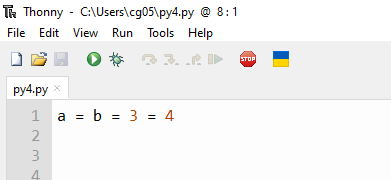 Thonny - C:\Users\cg05\py4.py @ 8:1
File Edit View Run Tools Help
STOP
py4.py ×
1 a = b = 3 = 4
2
3
4